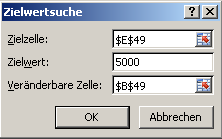 Zielwertsuche
Zielzelle: $E$49
Zielwert: 5000
Veränderbare Zelle: $B$49
OK Abbrechen